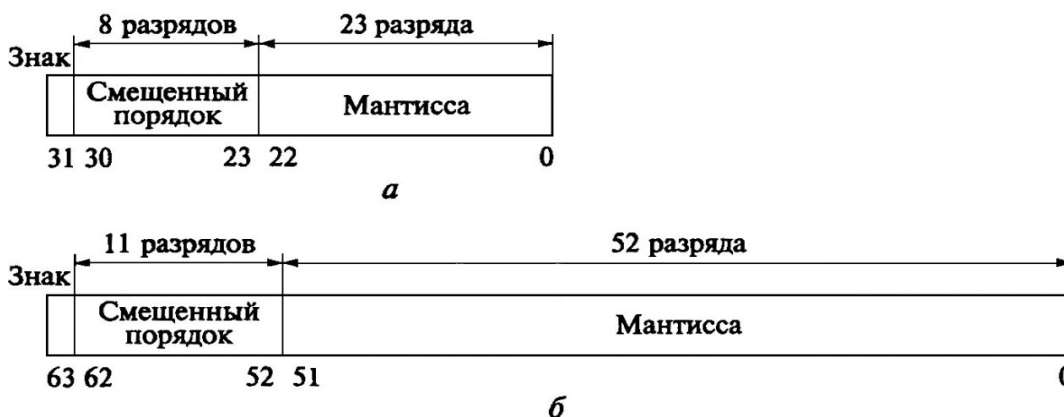 8 разрядов 23 разряда
Знак
Смещенный
порядок
Мантисса
31 30 23 22 0
а
11 разрядов 52 разряда
Знак
Смещенный
порядок
Мантисса
63 62 52 51 0
б